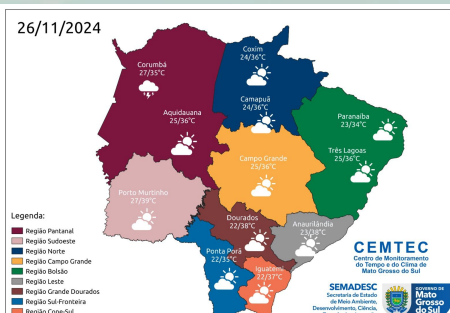 26/11/2024
Corumbá
27/35°C
Coxim
24/36°C
Camapuã
24/36°C
Aquidauana
25/36°C
Paranaíba
23/34°C
Três Lagoas
25/36°C
Campo Grande
25/36°C
Porto Murtinho
27/39°C
Dourados
22/38°C
Anaurilândia
23/38°C
Ponta Porã
22/35°C
Iguatemi
22/37°C
Legenda:
Região Pantanal
Região Sudoeste
Região Norte
Região Campo Grande
Região Bolsão
Região Leste
Região Grande Dourados
Região Sul-Fronteira
Região Cone-Sul
CEMTEC
Centro de Monitoramento
do Tempo e do Clima de
Mato Grosso do Sul
SEMADESC
Secretaria de Estado
de Meio Ambiente,
Desenvolvimento, Ciência,
GOVERNO DE
Mato
Grosso
do Sul